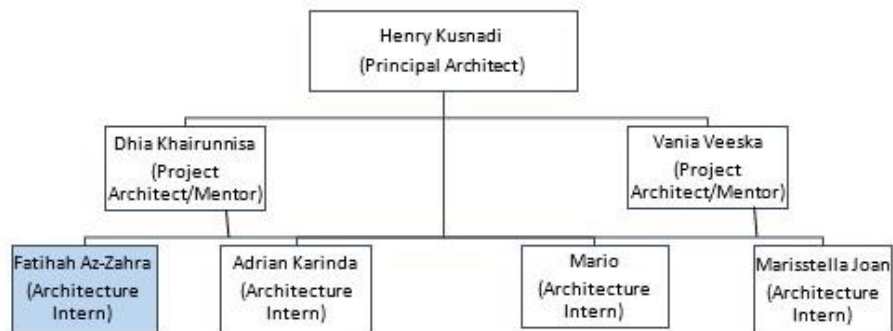 Henry Kusnadi
(Principal Architect)
Dhia Khairunnisa
(Project
Architect/Mentor)
Vania Veeska
(Project
Architect/Mentor)
Fatihah Az-Zahra
(Architecture
Intern)
Adrian Karinda
(Architecture
Intern)
Mario
(Architecture
Intern)
Marisstella Joan
(Architecture
Intern)